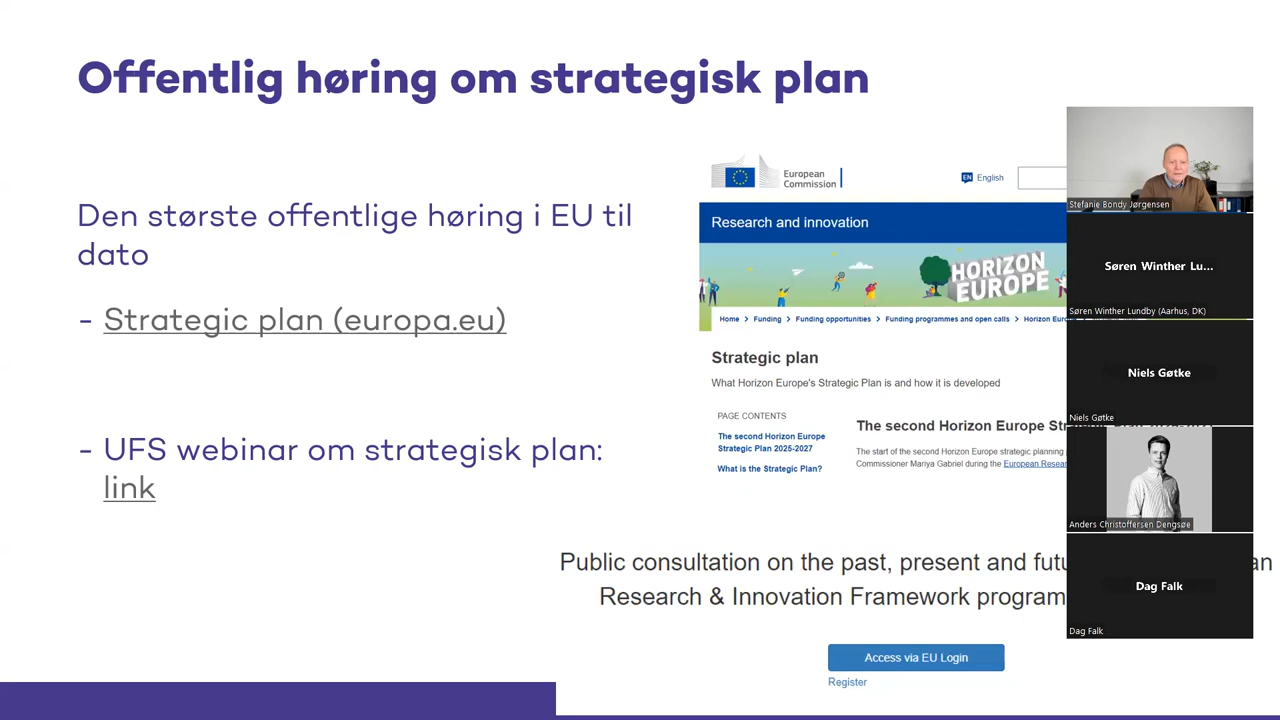 Offentlig høring om strategisk plan
Den største offentlige høring i EU til
dato
- Strategic plan (europa.eu)
- UFS webinar om strategisk plan:
link
European
Commission
EN English
Research and innovation
HORIZON
EUROPE
Home > Funding > Funding opportunities > Funding programmes and open calls > Horizon
Strategic plan
What Horizon Europe's Strategic Plan is and how it is developed
PAGE CONTENTS
The second Horizon Europe
Strategic Plan 2025-2027
What is the Strategic Plan?
The second Horizon Europe
The start of the second Horizon Europe strategic planning
Commissioner Mariya Gabriel during the European
Public consultation on the past, present and
Research & Innovation Framework
Access via EU Login
Register
Stefanie Bondy Jørgensen
Søren Winther Lu...
Søren Winther Lundby (Aarhus, DK)
Niels Gøtke
Niels Gøtke
Anders Christoffersen Dengsøe
Dag Falk
Dag Falk